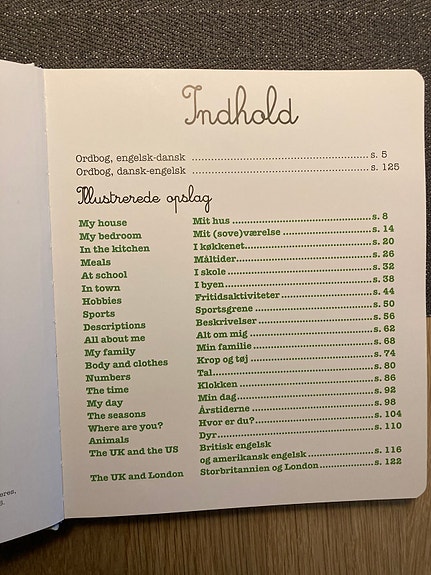 Indhold
Ordbog, engelsk-dansk ........ s. 5
Ordbog, dansk-engelsk ........ s. 125
Illustrerede opslag
My house Mit hus ........ s. 8
My bedroom Mit (sove)værelse ........ s. 14
In the kitchen I køkkenet ........ s. 20
Meals Måltider ........ s. 26
At school I skole ........ s. 32
In town I byen ........ s. 38
Hobbies Fritidsaktiviteter ........ s. 44
Sports Sportsgrene ........ s. 50
Descriptions Beskrivelser ........ s. 56
All about me Alt om mig ........ s. 62
My family Min familie ........ s. 68
Body and clothes Krop og tøj ........ s. 74
Numbers Tal ........ s. 80
The time Klokken ........ s. 86
My day Min dag ........ s. 92
The seasons Årstiderne ........ s. 98
Where are you? Hvor er du? ........ s. 104
Animals Dyr ........ s. 110
The UK and the US Britisk engelsk
og amerikansk engelsk ........ s. 116
The UK and London Storbritannien og London ........ s. 122